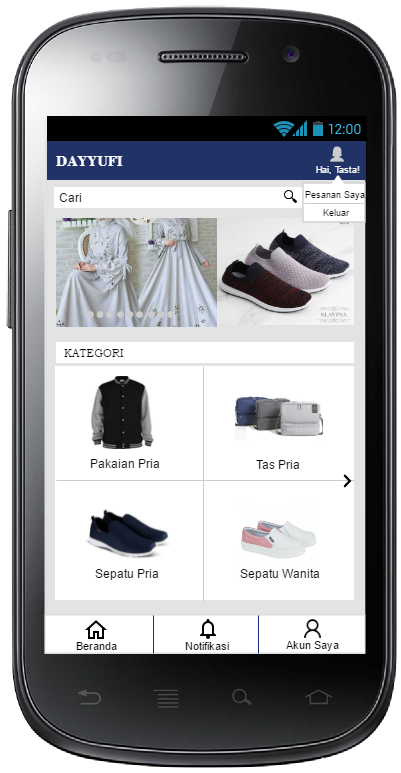 12:00
DAYYUFI
Hai, Tasta!
Cari
Pesanan Saya
Keluar
SLAVINA
KATEGORI
Pakaian Pria
Tas Pria
Sepatu Pria
Sepatu Wanita
Beranda
Notifikasi
Akun Saya